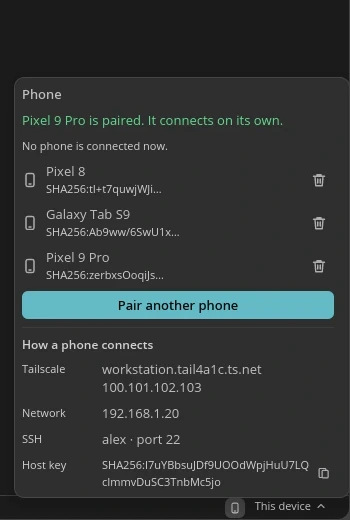 Phone
Pixel 9 Pro is paired. It connects on its own.
No phone is connected now.
Pixel 8
SHA256:tI+t7quwjWJi...
Galaxy Tab S9
SHA256:Ab9ww/6SwU1x...
Pixel 9 Pro
SHA256:zerbxsOoqiJs...
Pair another phone
How a phone connects
Tailscale workstation.tail4a1c.ts.net
100.101.102.103
Network 192.168.1.20
SSH alex · port 22
Host key SHA256:I7uYBbsuJDf9UOOdWpjHuU7LQ
cImmvDuSC3TnbMc5jo
This device